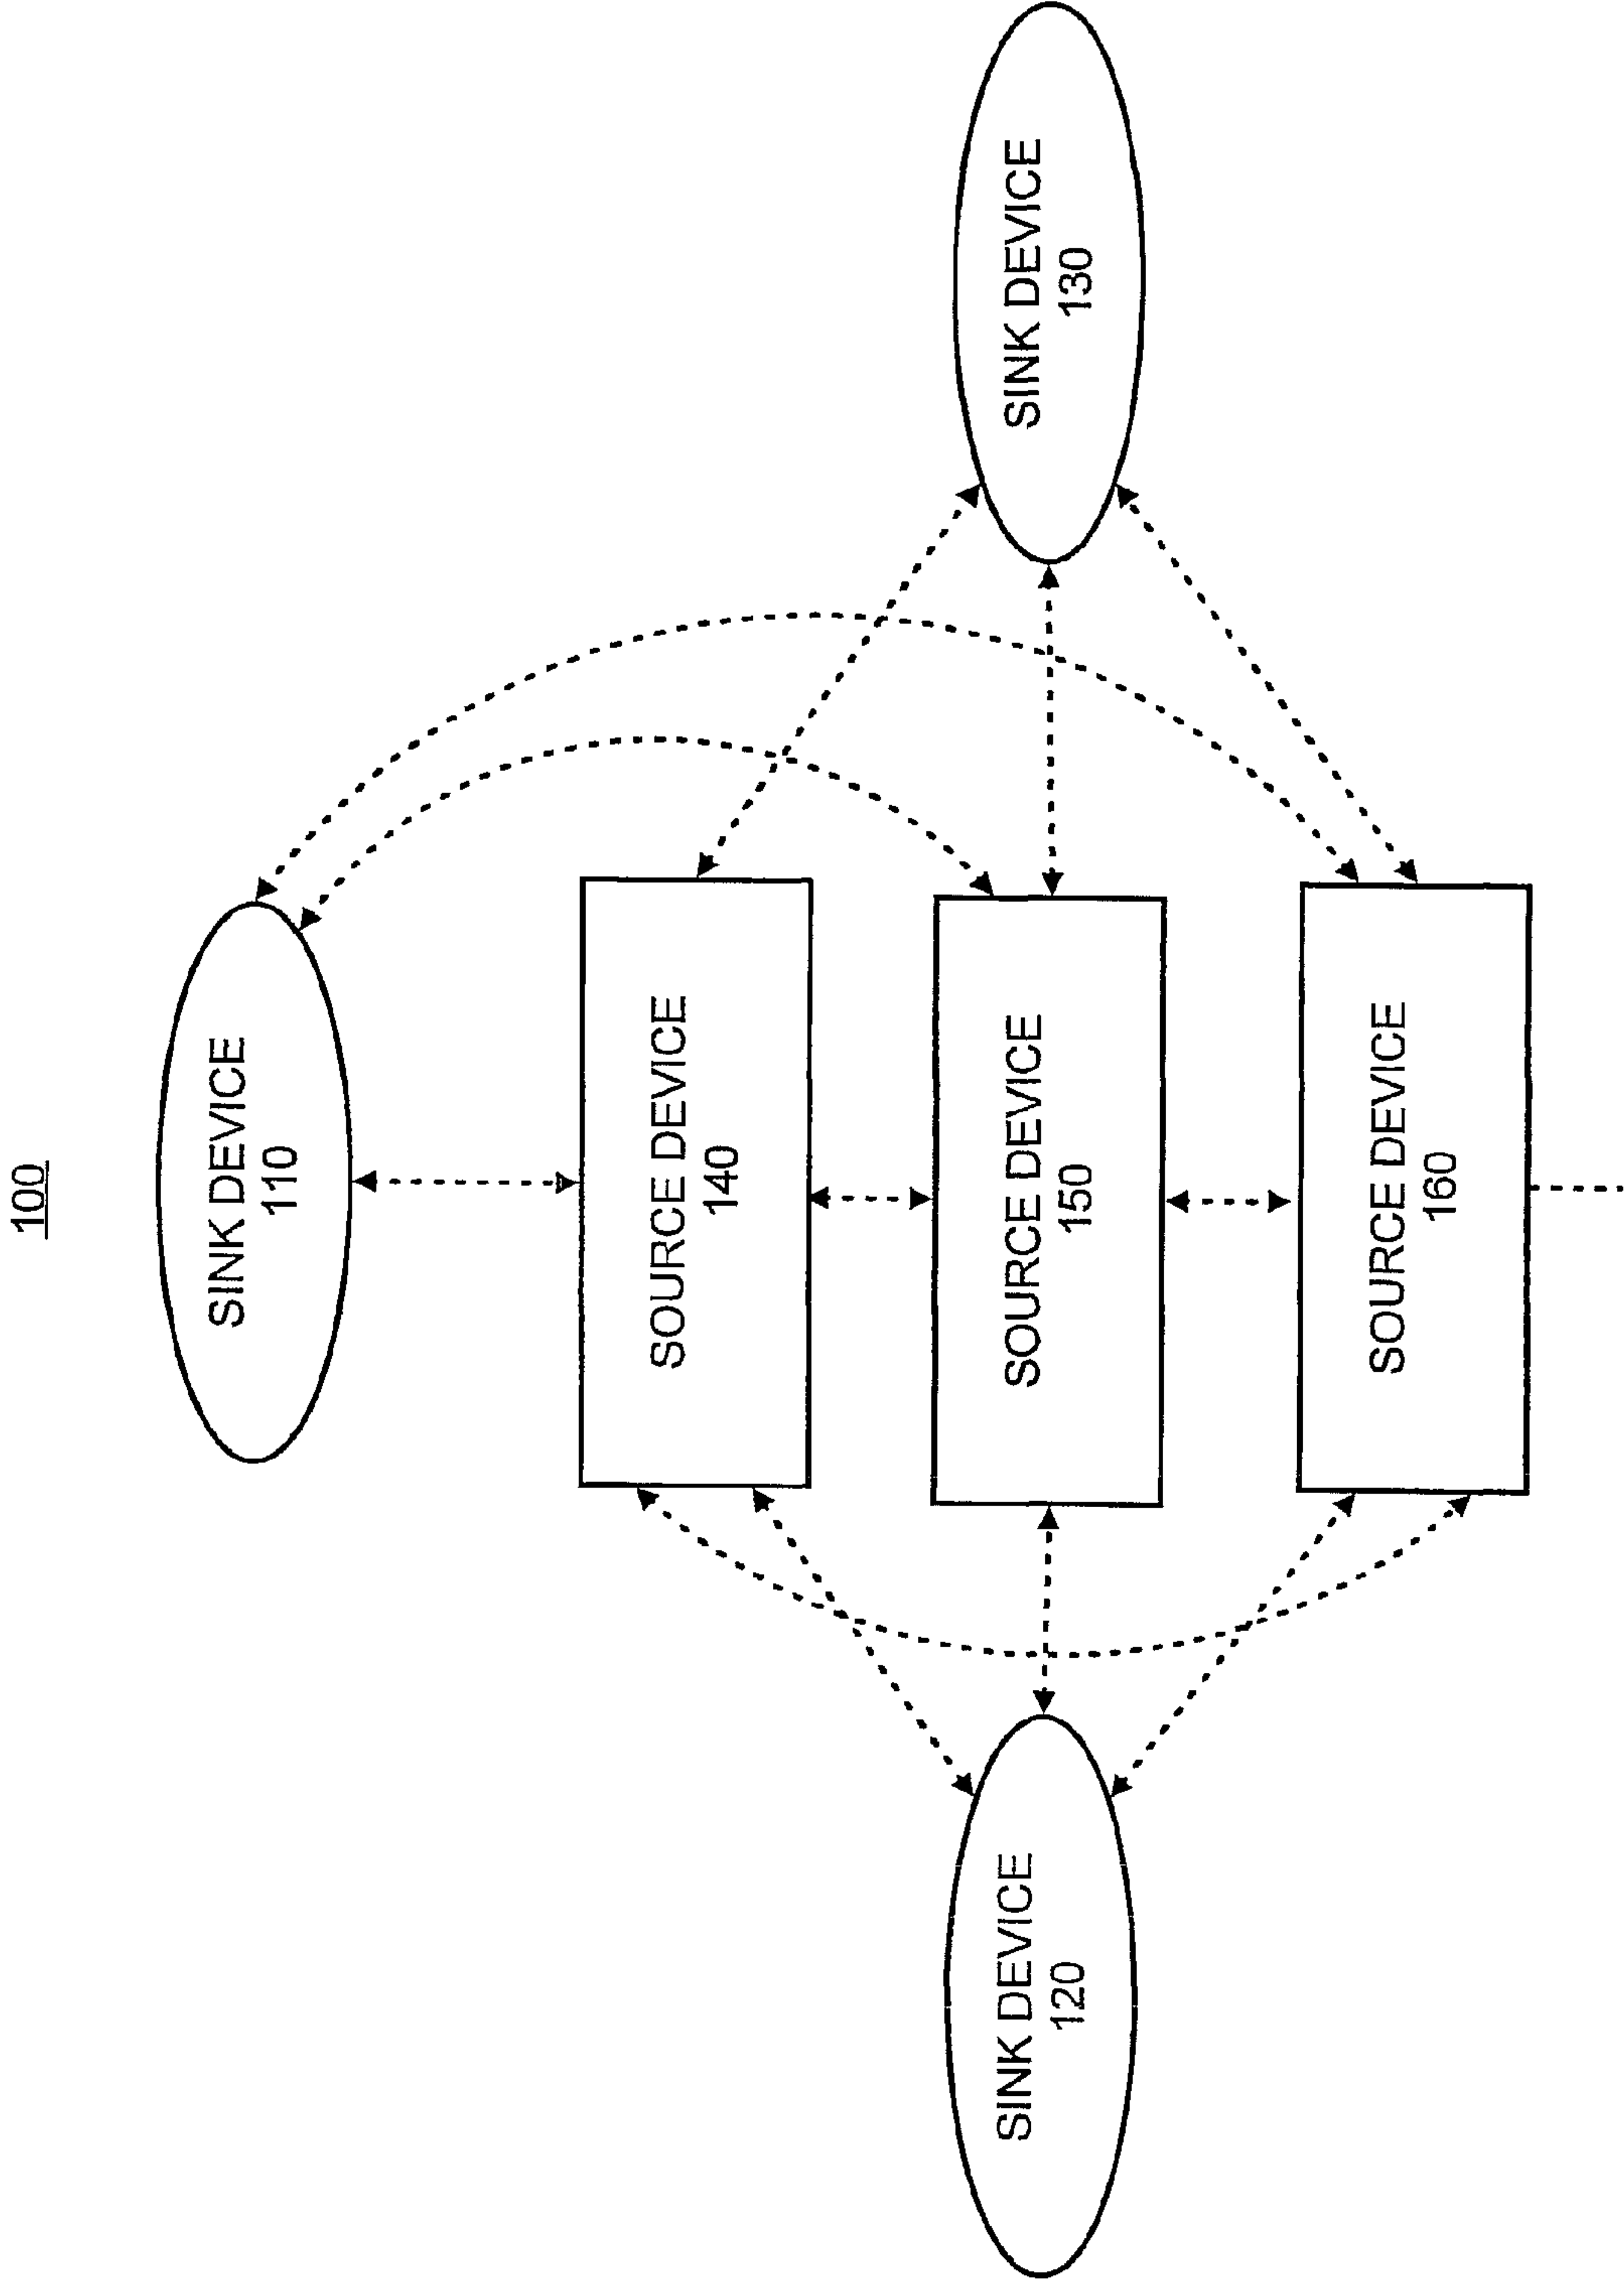 100
SINK DEVICE
110
SOURCE DEVICE
140
SINK DEVICE
120
SOURCE DEVICE
150
SINK DEVICE
130
SOURCE DEVICE
160